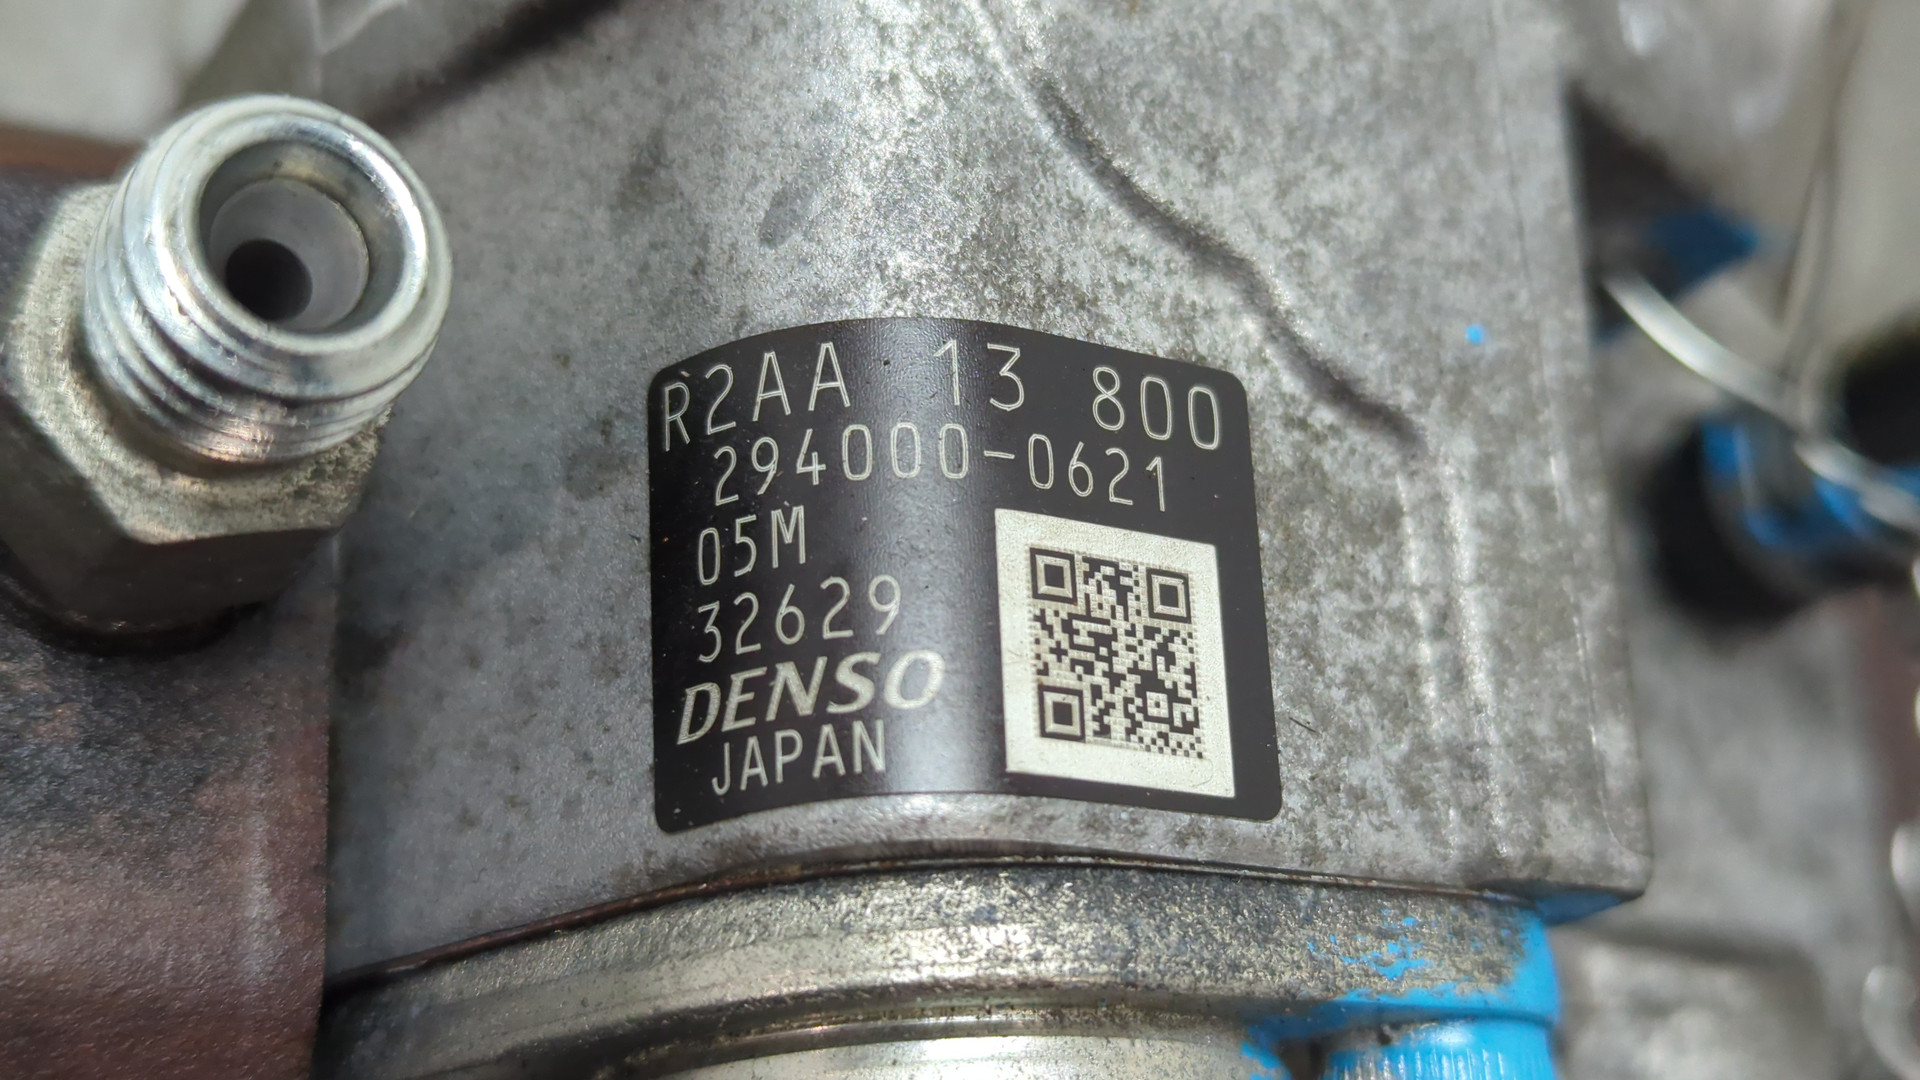 R2AA 13 800
294000-0621
05M
32629
DENSO
JAPAN